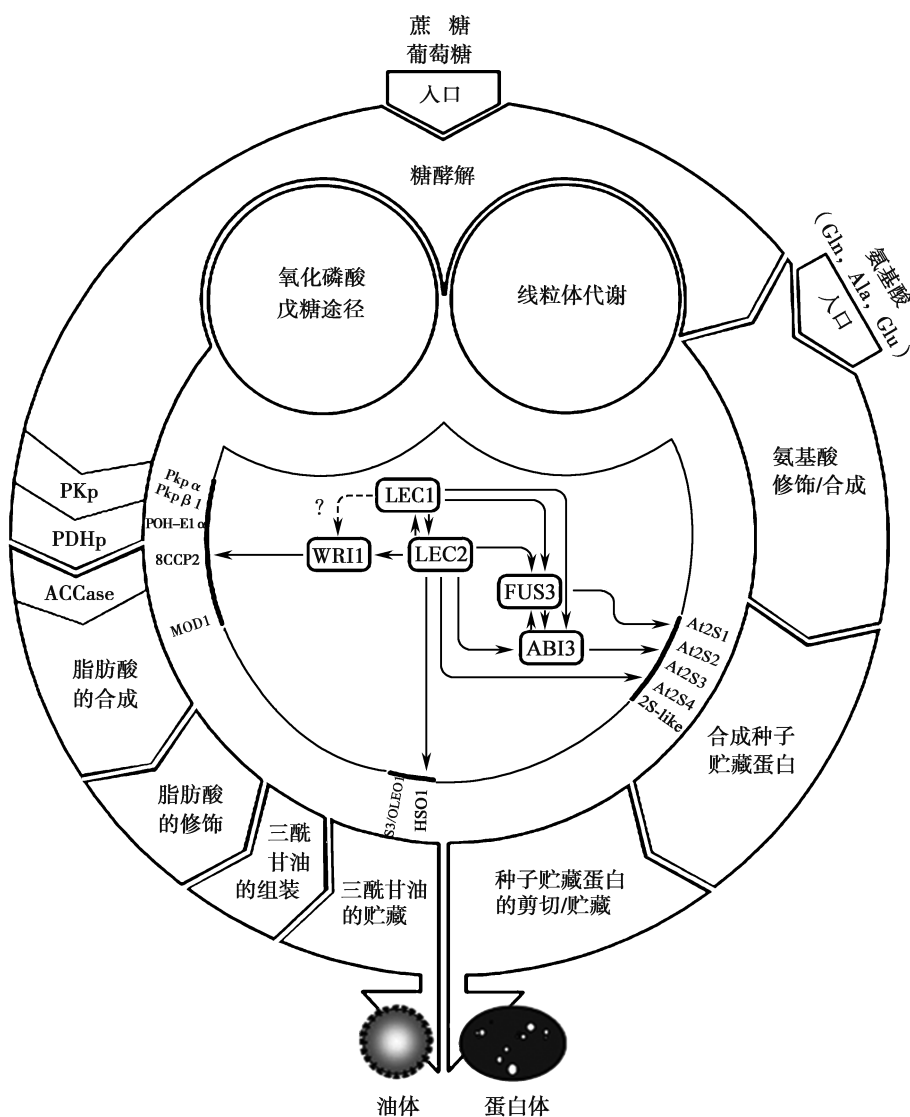 蔗 糖
葡萄糖
入口
糖酵解
氧化磷酸
戊糖途径
线粒体代谢
氨基酸
(Gln, Ala, Glu)
入口
氨基酸
修饰/合成
PKp
PDHp
ACCase
Pkp α
Pkp β 1
POH-E1 α
8CCP2
MOD1
?
LEC1
WRI1
LEC2
FUS3
ABI3
At2S1
At2S2
At2S3
At2S4
2S-like
脂肪酸
的合成
合成种子
贮藏蛋白
S3/OLEO1
HSO1
脂肪酸
的修饰
三酰
甘油
的组装
三酰甘油
的贮藏
种子贮藏蛋白
的剪切/贮藏
油体
蛋白体